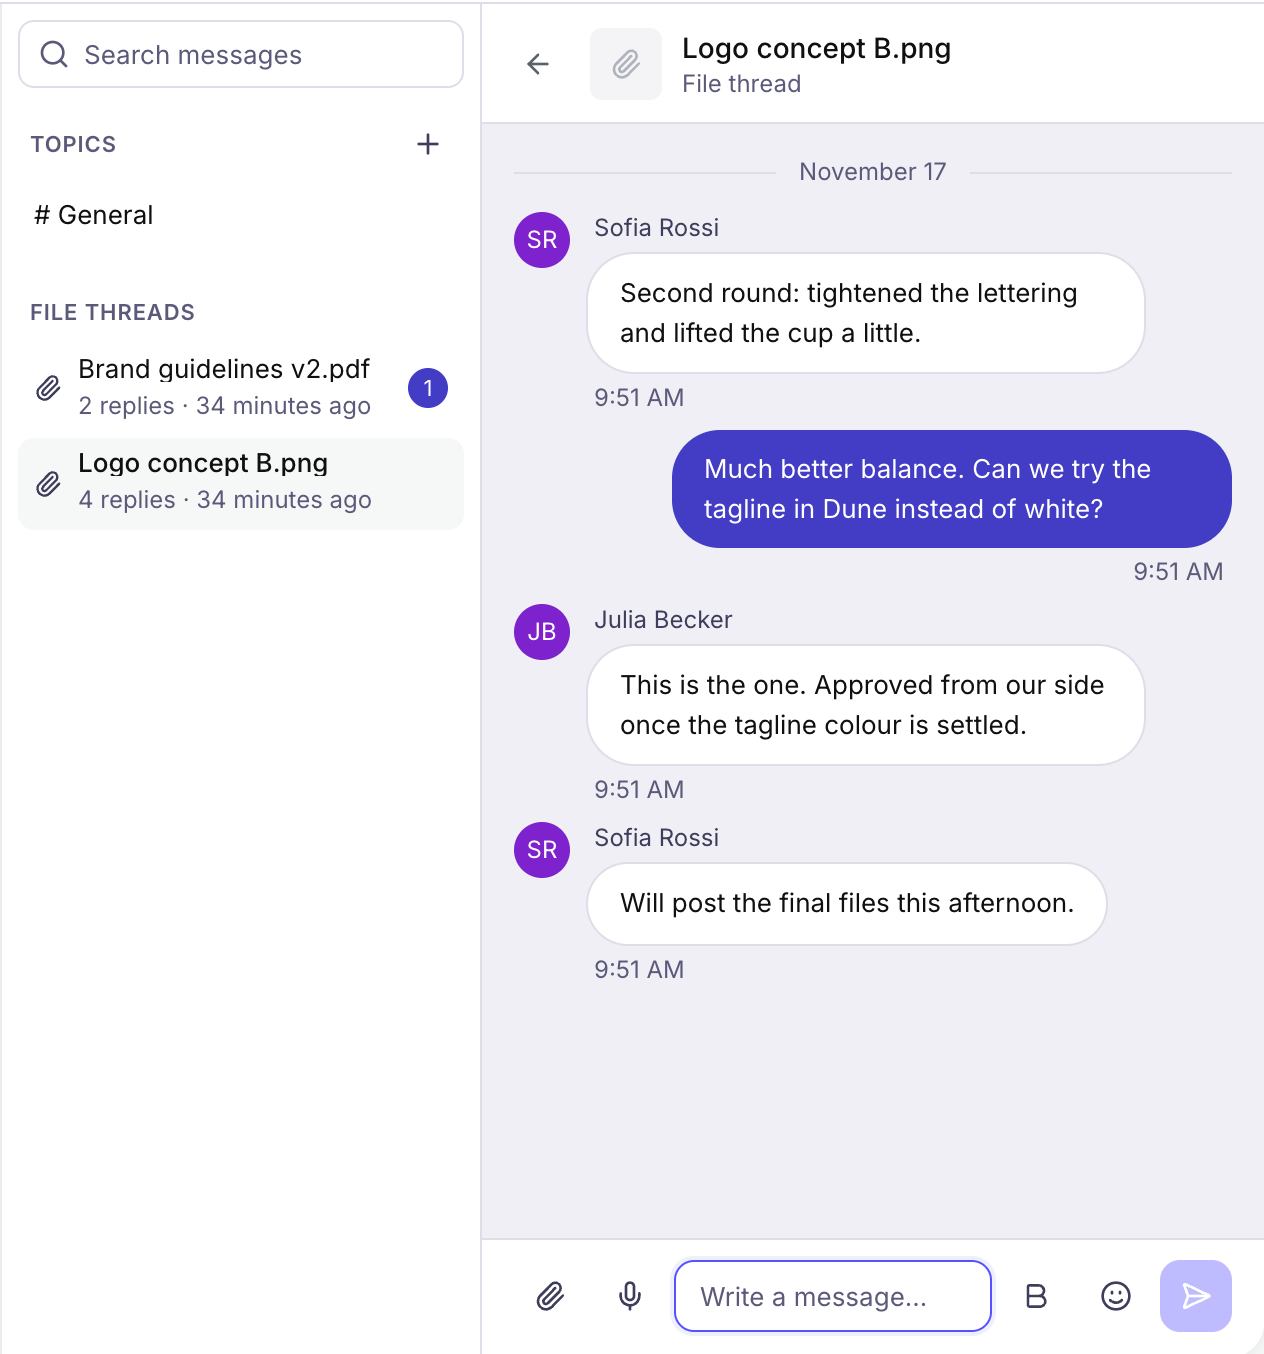 Search messages
TOPICS
# General
FILE THREADS
Brand guidelines v2.pdf
2 replies · 34 minutes ago
1
Logo concept B.png
4 replies · 34 minutes ago
Logo concept B.png
File thread
November 17
SR
Sofia Rossi
Second round: tightened the lettering
and lifted the cup a little.
9:51 AM
Much better balance. Can we try the
tagline in Dune instead of white?
9:51 AM
JB
Julia Becker
This is the one. Approved from our side
once the tagline colour is settled.
9:51 AM
SR
Sofia Rossi
Will post the final files this afternoon.
9:51 AM
Write a message...
B